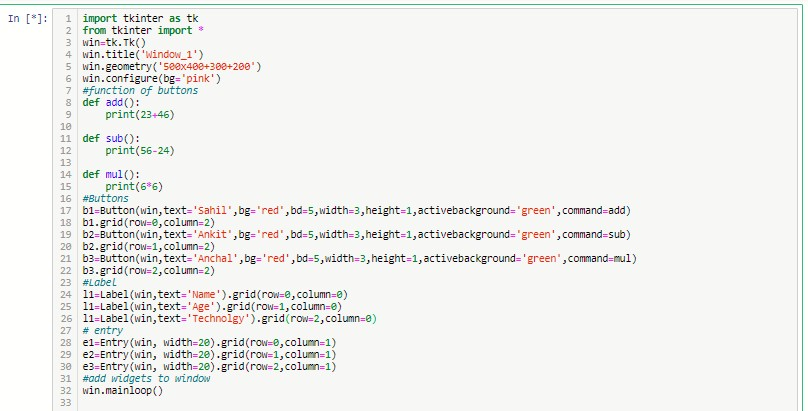 In [*]:
1 import tkinter as tk
2 from tkinter import *
3 win=tk.Tk()
4 win.title('Window_1')
5 win.geometry('500x400+300+200')
6 win.configure(bg='pink')
7 #function of buttons
8 def add():
9     print(23+46)
10
11 def sub():
12     print(56-24)
13
14 def mul():
15     print(6*6)
16 #Buttons
17 b1=Button(win,text='Sahil',bg='red',bd=5,width=3,height=1,activebackground='green',command=add)
18 b1.grid(row=0,column=2)
19 b2=Button(win,text='Ankit',bg='red',bd=5,width=3,height=1,activebackground='green',command=sub)
20 b2.grid(row=1,column=2)
21 b3=Button(win,text='Anchal',bg='red',bd=5,width=3,height=1,activebackground='green',command=mul)
22 b3.grid(row=2,column=2)
23 #Label
24 l1=Label(win,text='Name').grid(row=0,column=0)
25 l1=Label(win,text='Age').grid(row=1,column=0)
26 l1=Label(win,text='Technolgy').grid(row=2,column=0)
27 # entry
28 e1=Entry(win, width=20).grid(row=0,column=1)
29 e2=Entry(win, width=20).grid(row=1,column=1)
30 e3=Entry(win, width=20).grid(row=2,column=1)
31 #add widgets to window
32 win.mainloop()
33